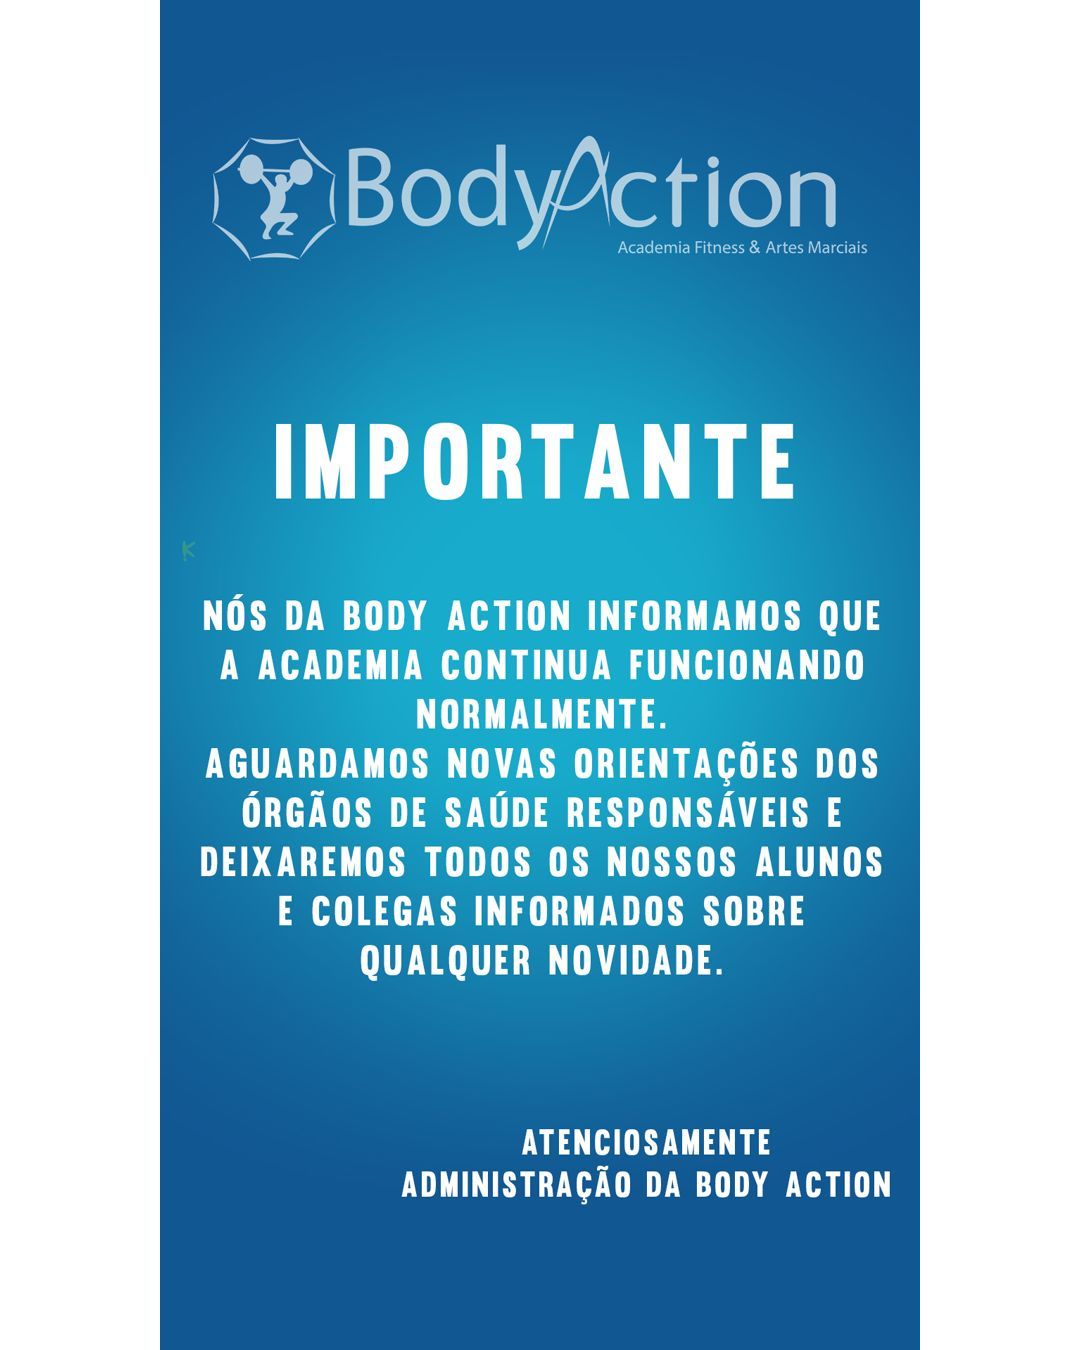 BodyAction
Academia Fitness & Artes Marciais
IMPORTANTE
K
NÓS DA BODY ACTION INFORMAMOS QUE
A ACADEMIA CONTINUA FUNCIONANDO
NORMALMENTE.
AGUARDAMOS NOVAS ORIENTAÇÕES DOS
ÓRGÃOS DE SAÚDE RESPONSÁVEIS E
DEIXAREMOS TODOS OS NOSSOS ALUNOS
E COLEGAS INFORMADOS SOBRE
QUALQUER NOVIDADE.
ATENCIOSAMENTE
ADMINISTRAÇÃO DA BODY ACTION